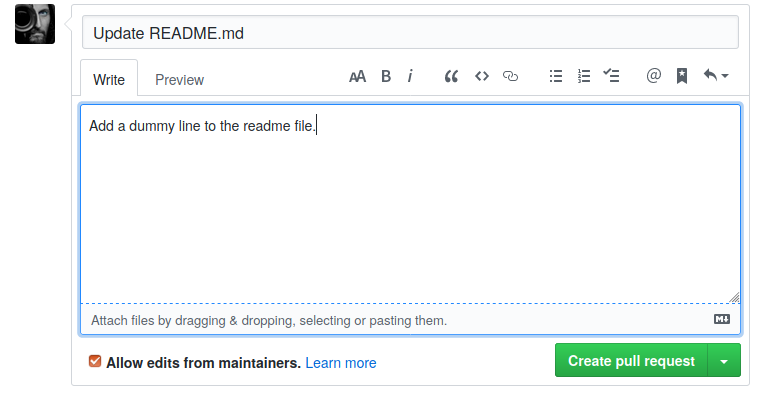 Update README.md
Write Preview AA B i
Add a dummy line to the readme file.
Attach files by dragging & dropping, selecting or pasting them.
Allow edits from maintainers. Learn more Create pull request